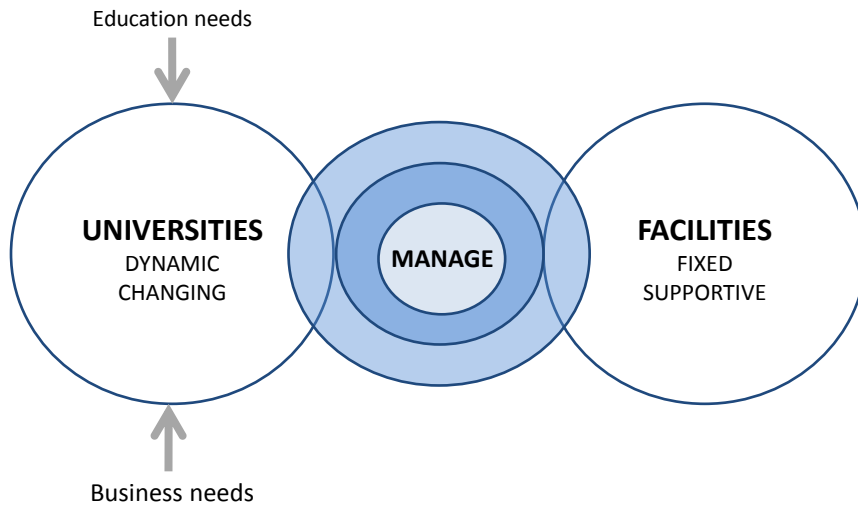 Education needs
UNIVERSITIES
DYNAMIC
CHANGING
MANAGE
FACILITIES
FIXED
SUPPORTIVE
Business needs